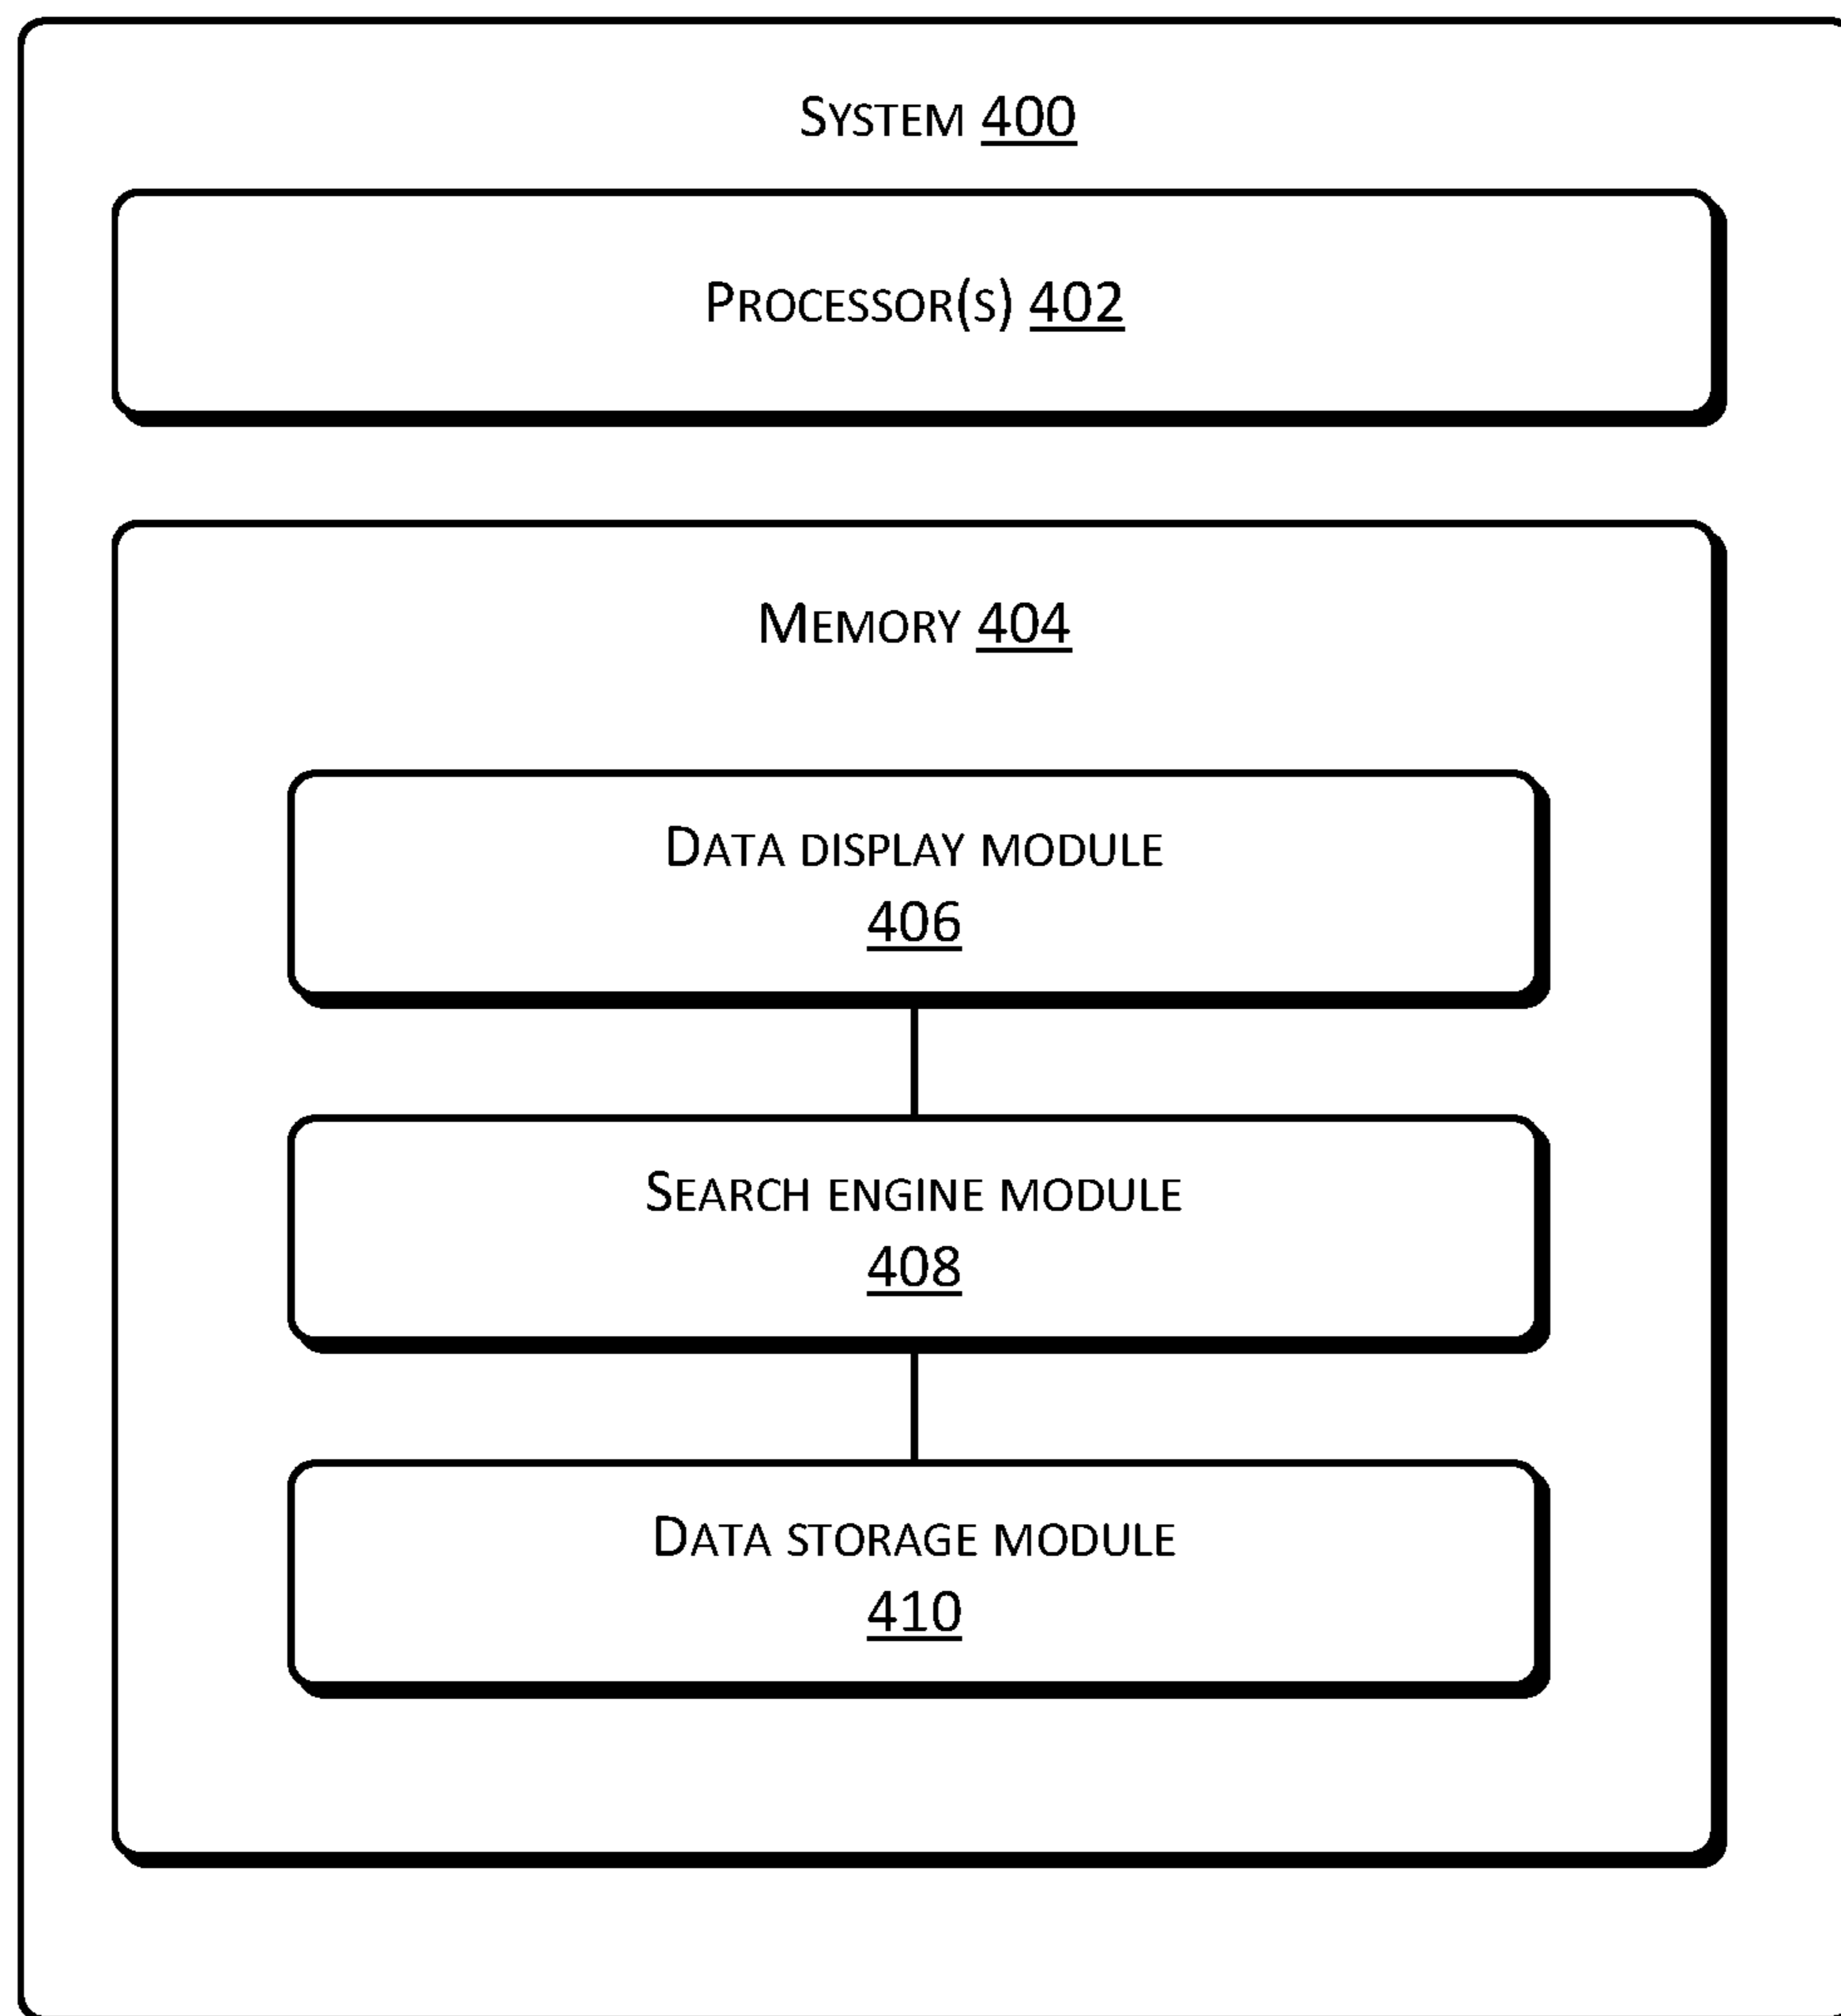 SYSTEM 400
PROCESSOR(S) 402
MEMORY 404
DATA DISPLAY MODULE
406
SEARCH ENGINE MODULE
408
DATA STORAGE MODULE
410